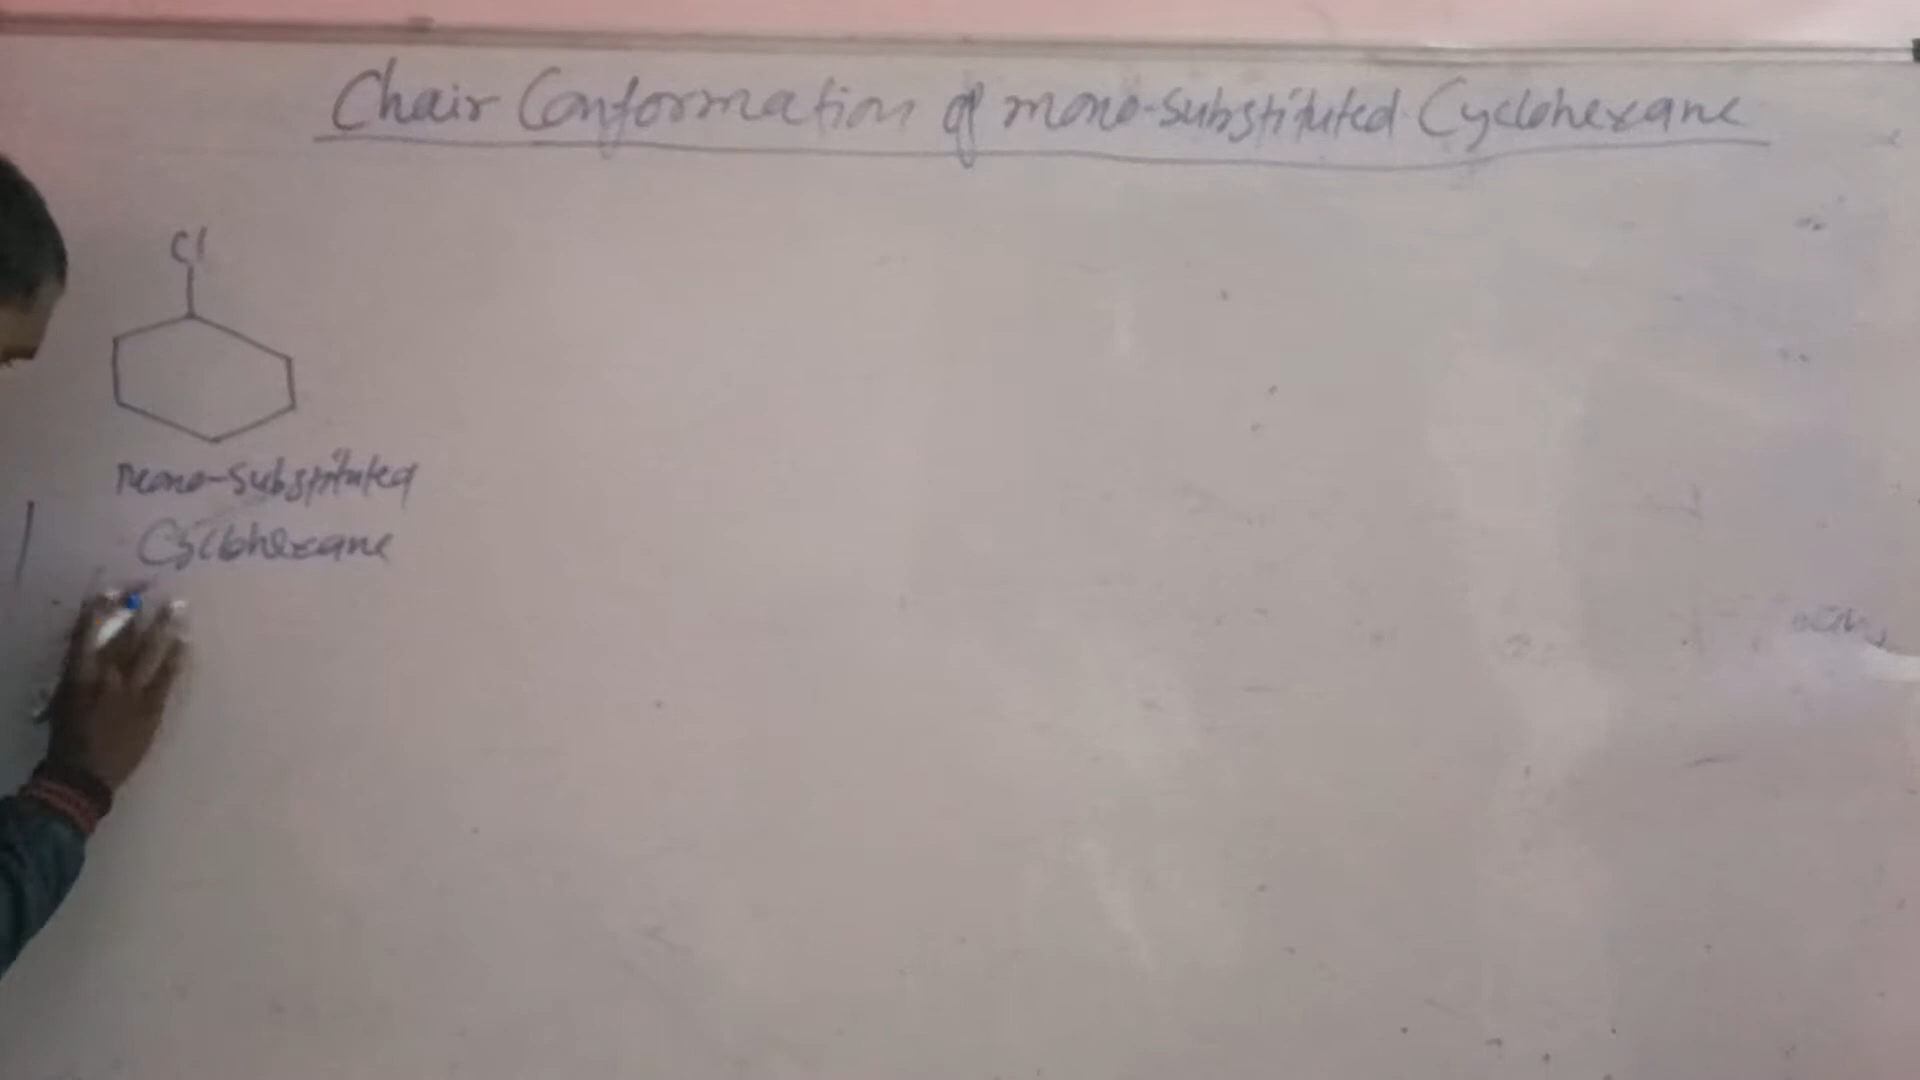 Chair Conformation of mono-substituted Cyclohexane
Cl
mono-substituted
Cyclohexane